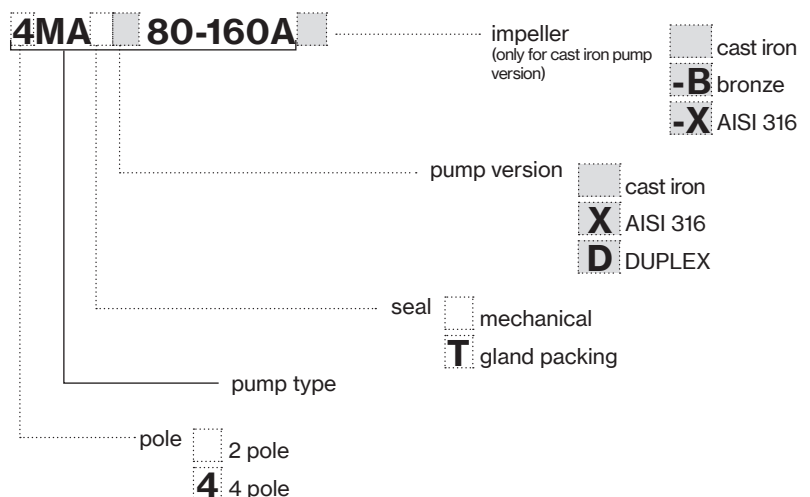 4MA 80-160A
impeller
(only for cast iron pump
version)
cast iron
-B bronze
-X AISI 316
pump version
cast iron
X AISI 316
D DUPLEX
seal
mechanical
T gland packing
pump type
pole
2 pole
4 4 pole